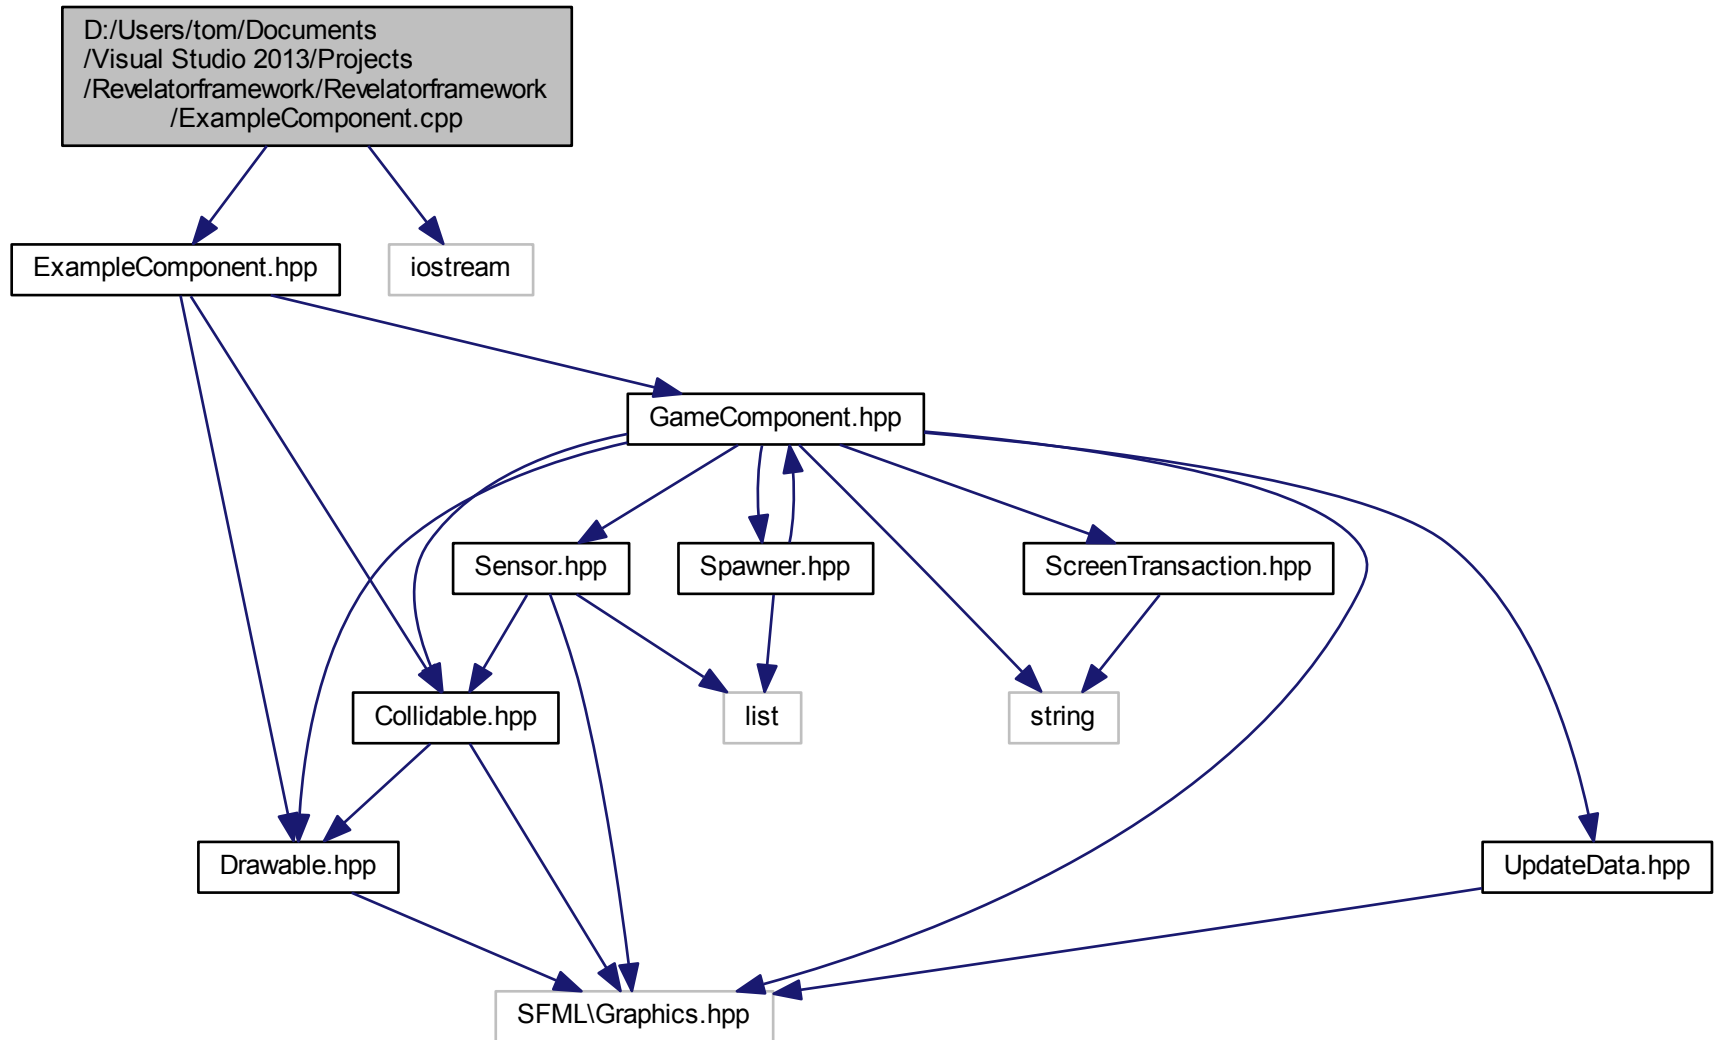 D:/Users/tom/Documents
/Visual Studio 2013/Projects
/Revelatorframework/Revelatorframework
/ExampleComponent.cpp
ExampleComponent.hpp
iostream
GameComponent.hpp
Sensor.hpp
Spawner.hpp
ScreenTransaction.hpp
Collidable.hpp
list
string
Drawable.hpp
UpdateData.hpp
SFML\Graphics.hpp